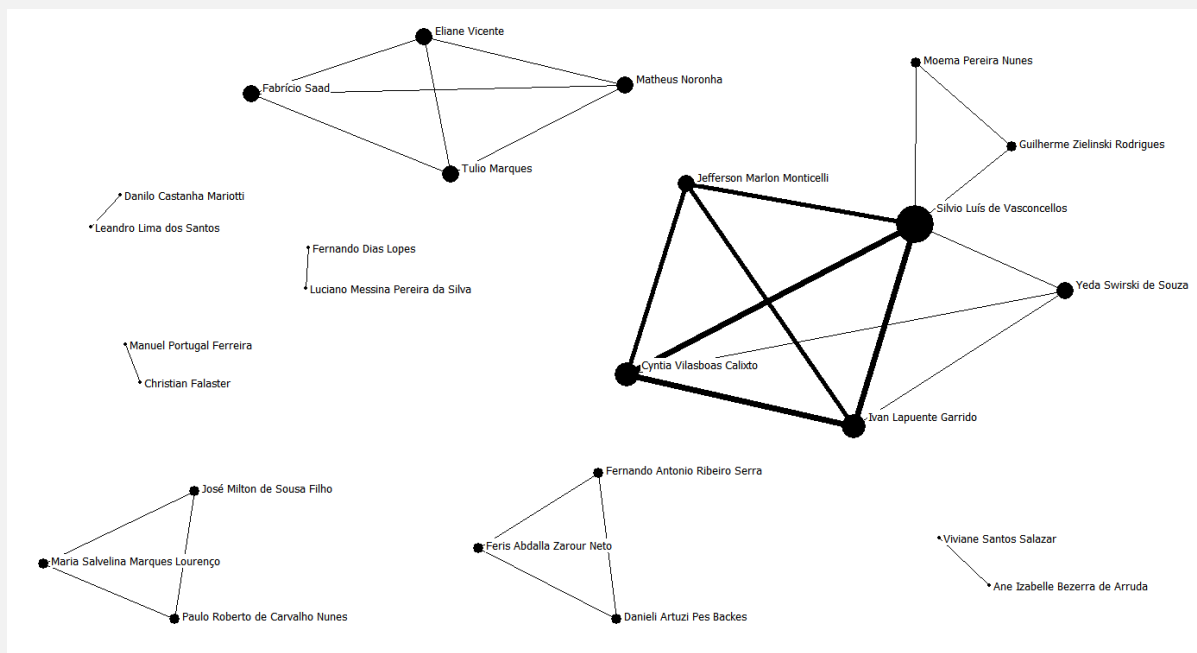 Eliane Vicente
Moema Pereira Nunes
Matheus Noronha
Fabrício Saad
Guilherme Zielinski Rodrigues
Tulio Marques
Jefferson Marlon Monticelli
Danilo Castanha Mariotti
Silvio Luís de Vasconcellos
Leandro Lima dos Santos
Fernando Dias Lopes
Yeda Swirski de Souza
Luciano Messina Pereira da Silva
Manuel Portugal Ferreira
Cyntia Vilasboas Calixto
Christian Falaster
Ivan Lapuente Garrido
Fernando Antonio Ribeiro Serra
José Milton de Sousa Filho
Viviane Santos Salazar
Feris Abdalla Zarour Neto
Maria Salvelina Marques Lourenço
Ane Izabelle Bezerra de Arruda
Paulo Roberto de Carvalho Nunes
Danieli Artuzi Pes Backes